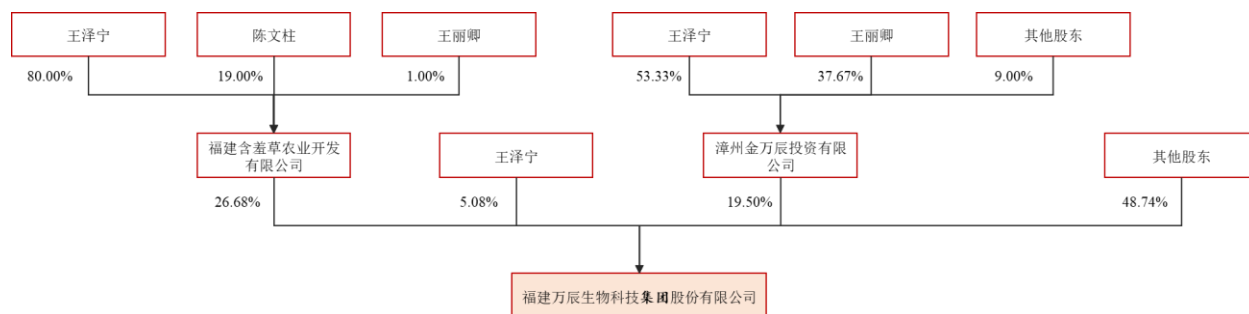 王泽宁
陈文柱
王丽卿
王泽宁
王丽卿
其他股东
80.00%
19.00%
1.00%
53.33%
37.67%
9.00%
福建含羞草农业开发
有限公司
王泽宁
漳州金万辰投资有限
公司
其他股东
26.68%
5.08%
19.50%
48.74%
福建万辰生物科技集团股份有限公司